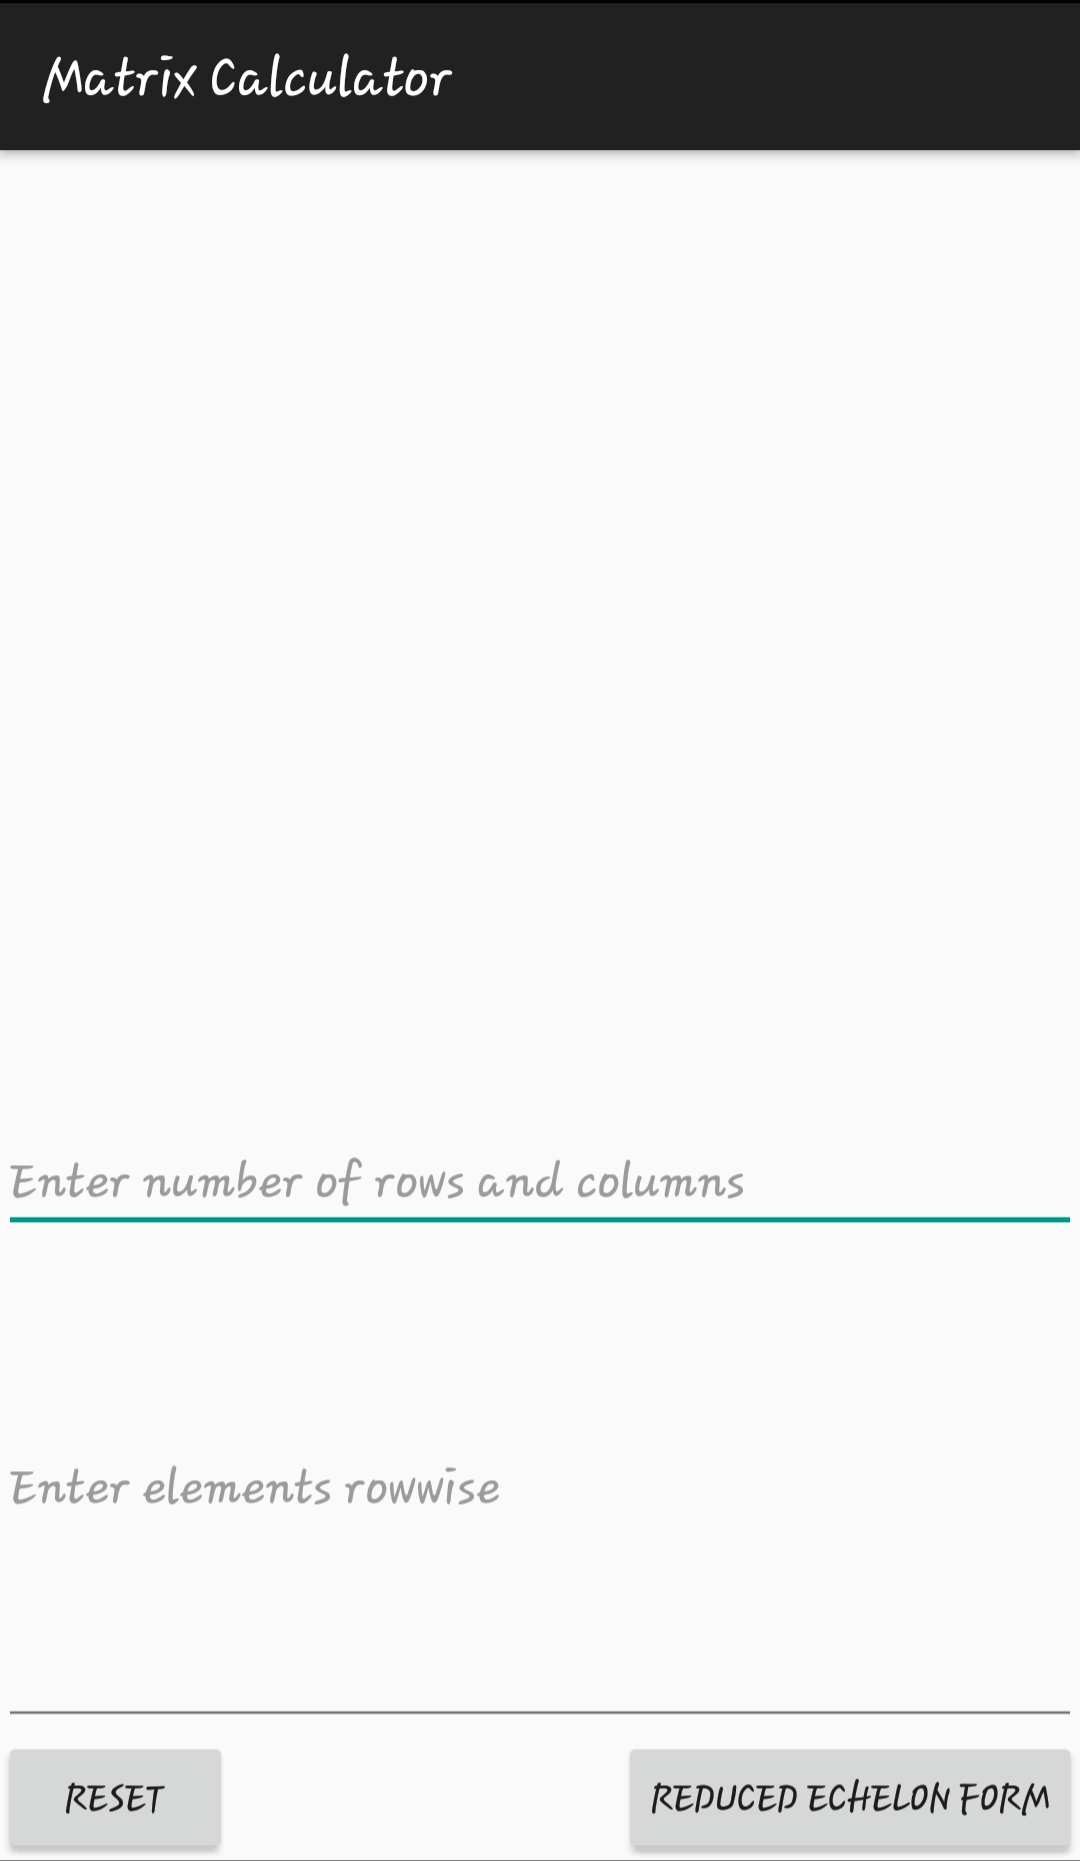 Matrix Calculator
Enter number of rows and columns
Enter elements rowwise
RESET
REDUCED ECHELON FORM